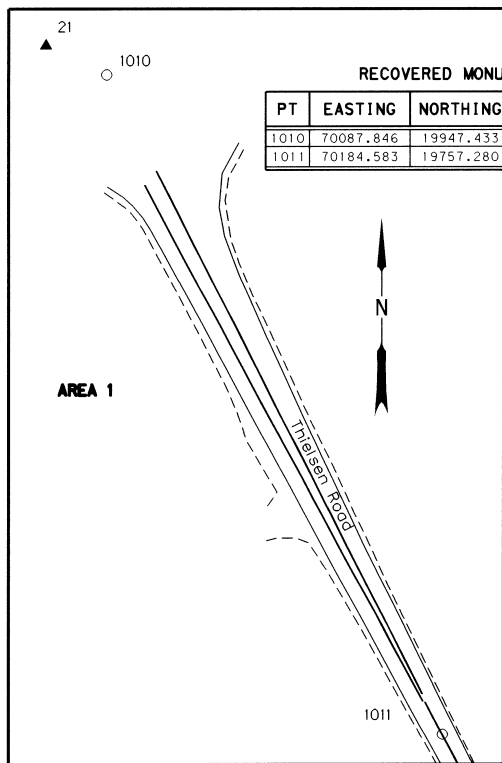 21
1010
RECOVERED MONU
PT EASTING NORTHING
1010 70087.846 19947.433
1011 70184.583 19757.280
N
AREA 1
Thielsen Road
1011